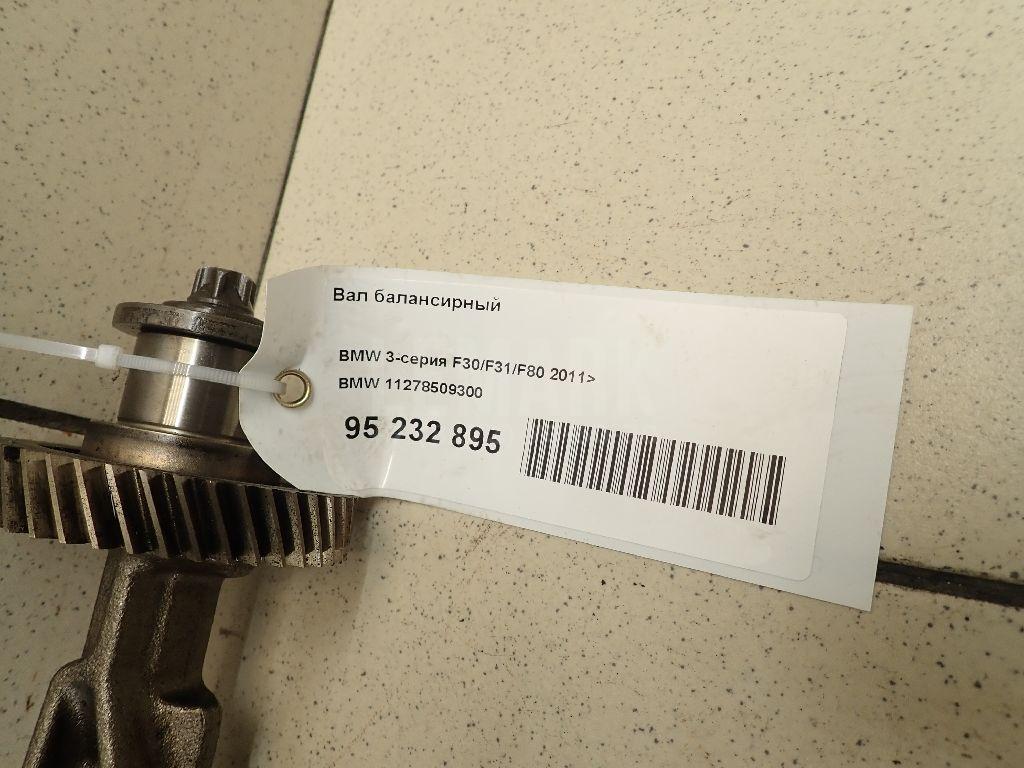 Вал балансирный
BMW 3-серия F30/F31/F80 2011>
BMW 11278509300
95 232 895